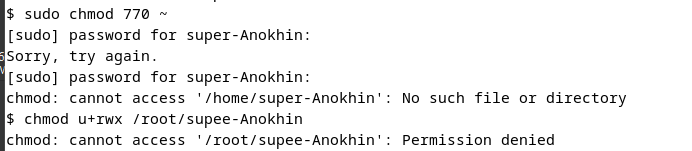 $ sudo chmod 770 ~
[sudo] password for super-Anokhin:
Sorry, try again.
[sudo] password for super-Anokhin:
chmod: cannot access '/home/super-Anokhin': No such file or directory
$ chmod u+rwx /root/supee-Anokhin
chmod: cannot access '/root/supee-Anokhin': Permission denied